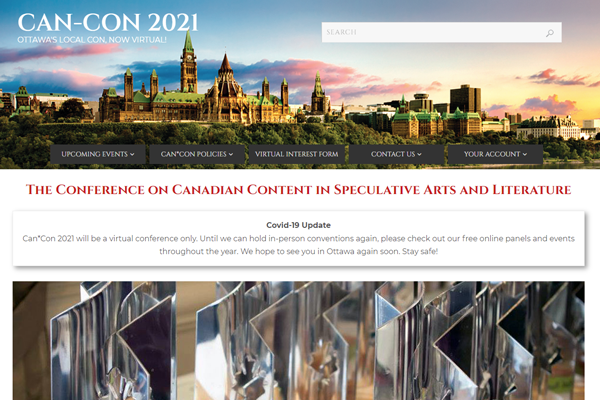 CAN-CON 2021
OTTAWA'S LOCAL CON, NOW VIRTUAL!
SEARCH
UPCOMING EVENTS
CAN*CON POLICIES
VIRTUAL INTEREST FORM
CONTACT US
YOUR ACCOUNT
The Conference on Canadian Content in Speculative Arts and Literature
Covid-19 Update
Can*Con 2021 will be a virtual conference only. Until we can hold in-person conventions again, please check out our free online panels and events
throughout the year. We hope to see you in Ottawa again soon. Stay safe!